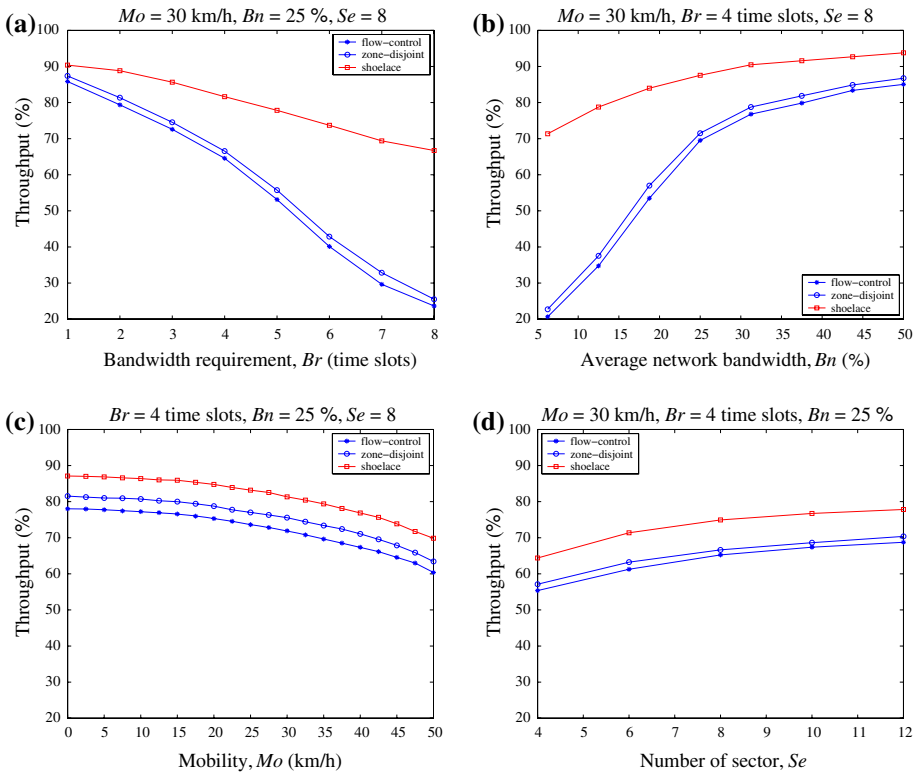 (a)
Mo = 30 km/h, Bn = 25 %, Se = 8
Throughput (%)
100
90
80
70
60
50
40
30
20
flow−control
zone−disjoint
shoelace
1 2 3 4 5 6 7 8
Bandwidth requirement, Br (time slots)
(b)
Mo = 30 km/h, Br = 4 time slots, Se = 8
Throughput (%)
100
90
80
70
60
50
40
30
20
flow−control
zone−disjoint
shoelace
5 10 15 20 25 30 35 40 45 50
Average network bandwidth, Bn (%)
(c)
Br = 4 time slots, Bn = 25 %, Se = 8
Throughput (%)
100
90
80
70
60
50
40
30
20
flow−control
zone−disjoint
shoelace
0 5 10 15 20 25 30 35 40 45 50
Mobility, Mo (km/h)
(d)
Mo = 30 km/h, Br = 4 time slots, Bn = 25 %
Throughput (%)
100
90
80
70
60
50
40
30
20
flow−control
zone−disjoint
shoelace
4 5 6 7 8 9 10 11 12
Number of sector, Se